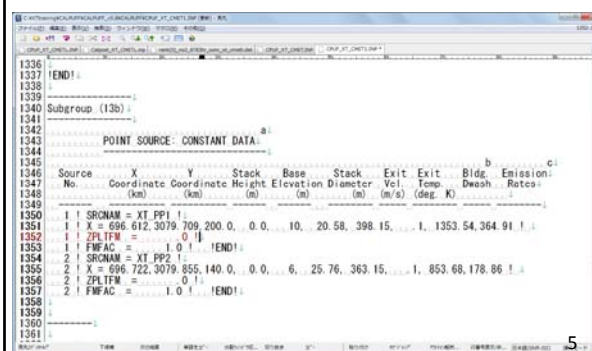 1336
1337 !END!
1338
1339 ----------------
1340 Subgroup (13b)
1341 ----------------
1342 a
1343 POINT SOURCE: CONSTANT DATA
1344 -----------------------------
1345 b c
1346 Source X Y Stack Base Stack Exit Exit Bldg. Emission
1347 No. Coordinate Coordinate Height Elevation Diameter Vel. Temp. Dwash Rates
1348 (km) (km) (m) (m) (m) (m/s) (deg. K)
1349
1350 1 ! SRCNAM = XT_PP1 !
1351 1 ! X = 696.612,3079.709,200.0, 0.0, 10, 20.58, 398.15, .1, 1353.54,364.91 !
1352 1 ! ZPLTFM = .0 !
1353 1 ! FMFAC = 1.0 ! !END!
1354 2 ! SRCNAM = XT_PP2 !
1355 2 ! X = 696.722,3079.855,140.0, 0.0, 6, 25.76, 363.15, .1, 853.68,178.86 !
1356 2 ! ZPLTFM = .0 !
1357 2 ! FMFAC = 1.0 ! !END!
1358
1359
1360 --------
1361
5